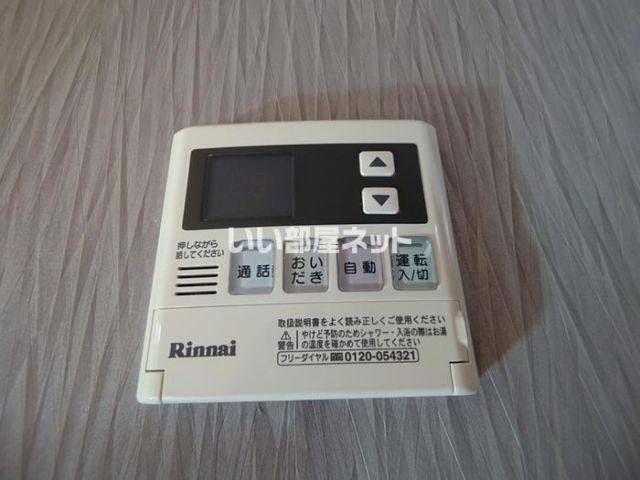 いい部屋ネット
押しながら
話してください
通話
おい
だき
自動
運転
入/切
取扱説明書をよく読み正しくご使用ください
警告
やけど予防のためシャワー・入浴の際はお湯
の温度を確かめて使用してください。
Rinnai
フリーダイヤル 0120-054321